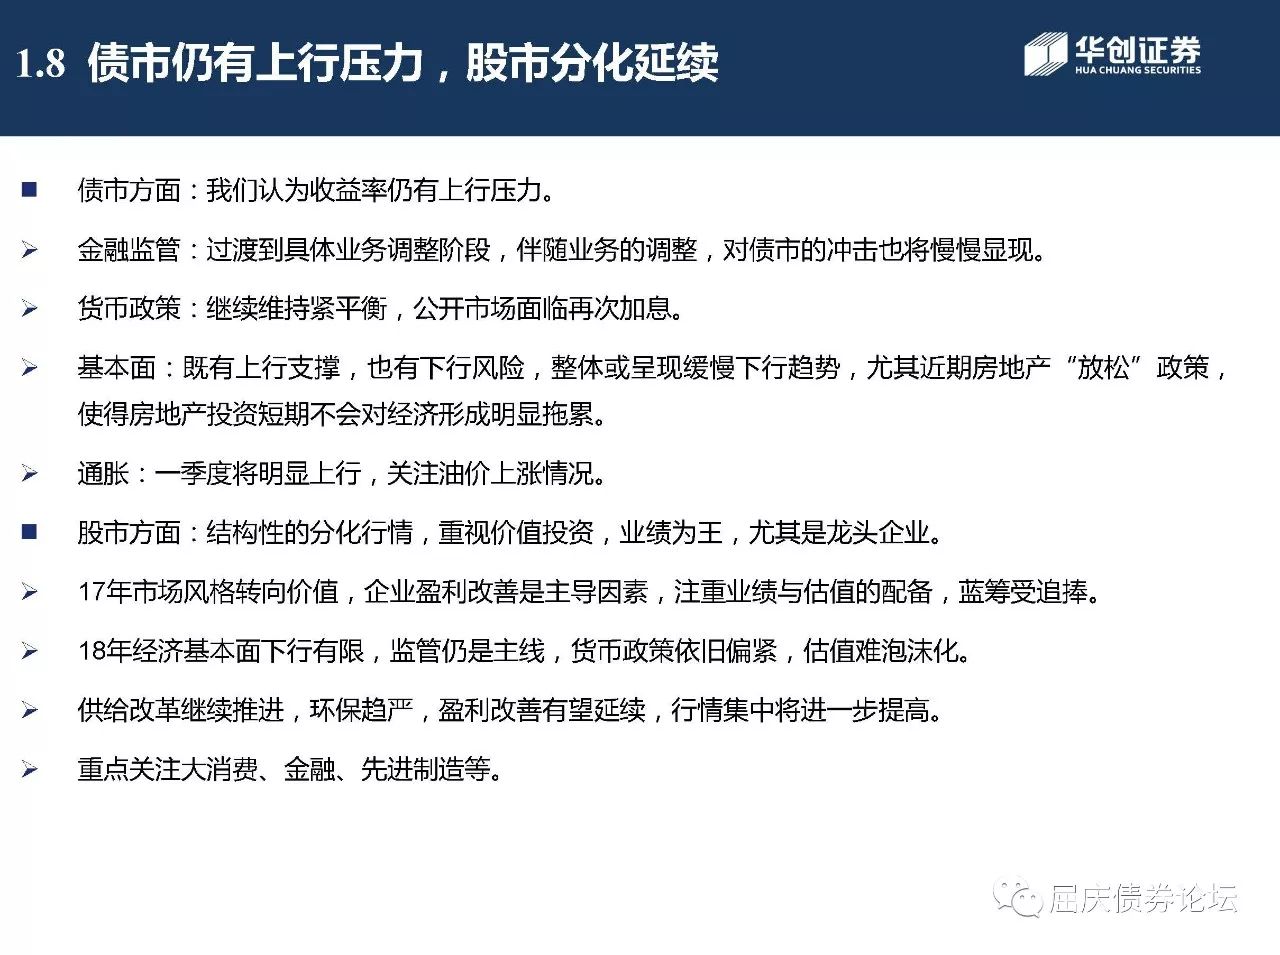 1.8 债市仍有上行压力，股市分化延续
华创证券
HUA CHUANG SECURITIES
债市方面：我们认为收益率仍有上行压力。
金融监管：过渡到具体业务调整阶段，伴随业务的调整，对债市的冲击也将慢慢显现。
货币政策：继续维持紧平衡，公开市场面临再次加息。
基本面：既有上行支撑，也有下行风险，整体或呈现缓慢下行趋势，尤其近期房地产“放松”政策，
使得房地产投资短期不会对经济形成明显拖累。
通胀：一季度将明显上行，关注油价上涨情况。
股市方面：结构性的分化行情，重视价值投资，业绩为王，尤其是龙头企业。
17年市场风格转向价值，企业盈利改善是主导因素，注重业绩与估值的配备，蓝筹受追捧。
18年经济基本面下行有限，监管仍是主线，货币政策依旧偏紧，估值难泡沫化。
供给改革继续推进，环保趋严，盈利改善有望延续，行情集中将进一步提高。
重点关注大消费、金融、先进制造等。
屈庆债券论坛